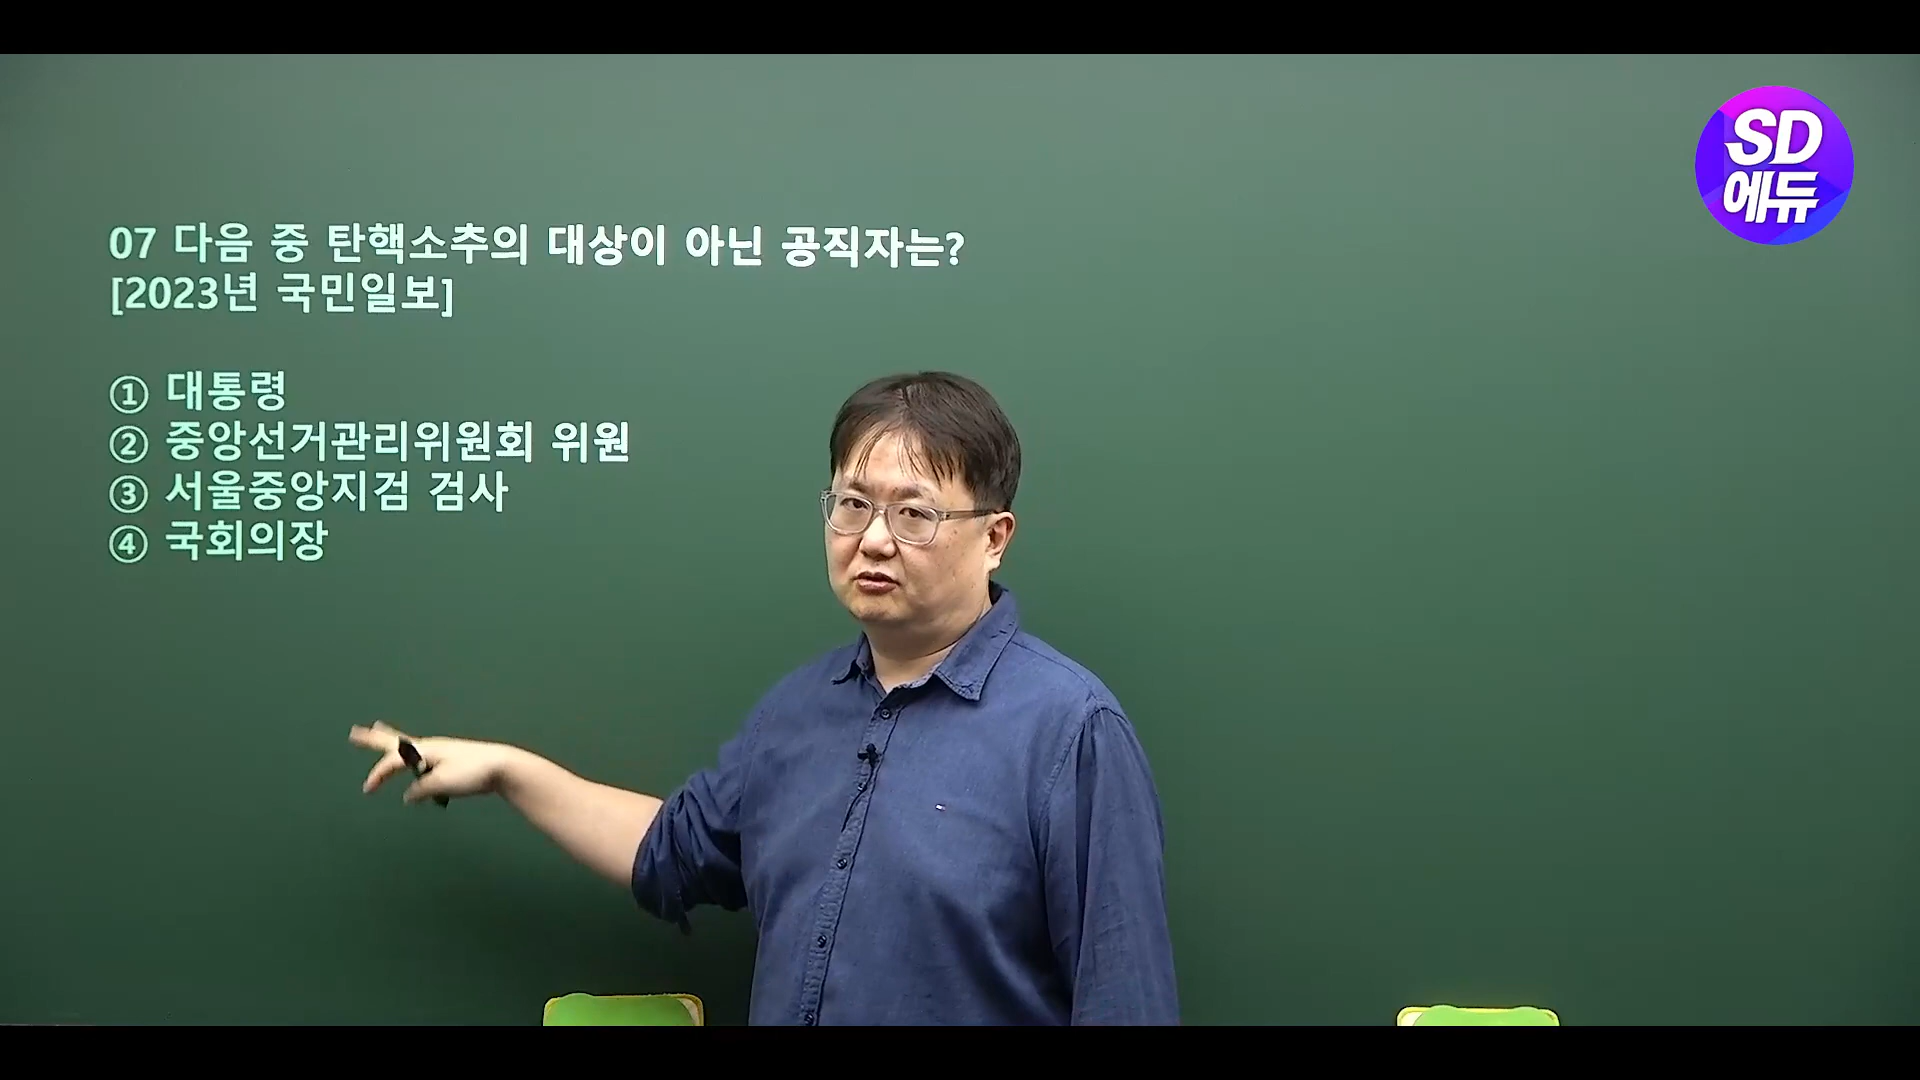 SD
에듀
07 다음 중 탄핵소추의 대상이 아닌 공직자는?
[2023년 국민일보]
① 대통령
② 중앙선거관리위원회 위원
③ 서울중앙지검 검사
④ 국회의장